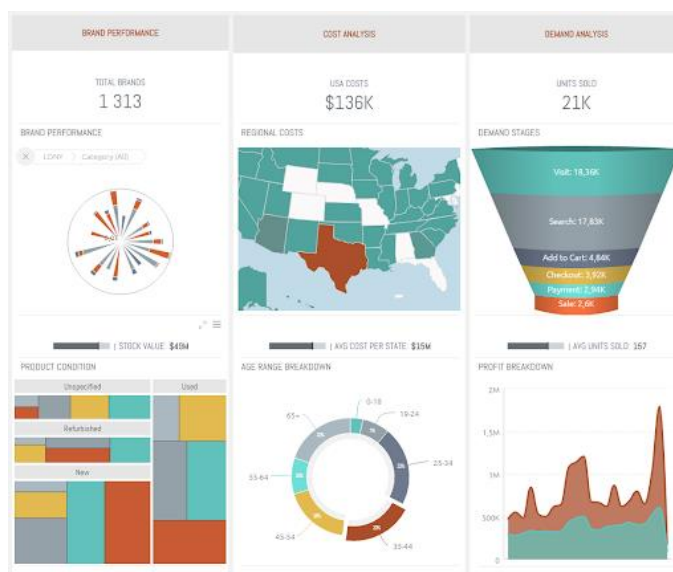 BRAND PERFORMANCE
TOTAL BRANDS
1 313
BRAND PERFORMANCE
LDNY
Category (All)
| STOCK VALUE $49M
PRODUCT CONDITION
Unspecified
Used
Refurbished
New
COST ANALYSIS
USA COSTS
$136K
REGIONAL COSTS
| AVG COST PER STATE $15M
AGE RANGE BREAKDOWN
0-18
19-24
25-34
35-44
45-54
55-64
65+
DEMAND ANALYSIS
UNITS SOLD
21K
DEMAND STAGES
Visit: 18,36K
Search: 17,83K
Add to Cart: 4,84K
Checkout: 3,92K
Payment: 2,94K
Sale: 2,6K
| AVG UNITS SOLD 157
PROFIT BREAKDOWN
2M
1,5M
1M
500K
0